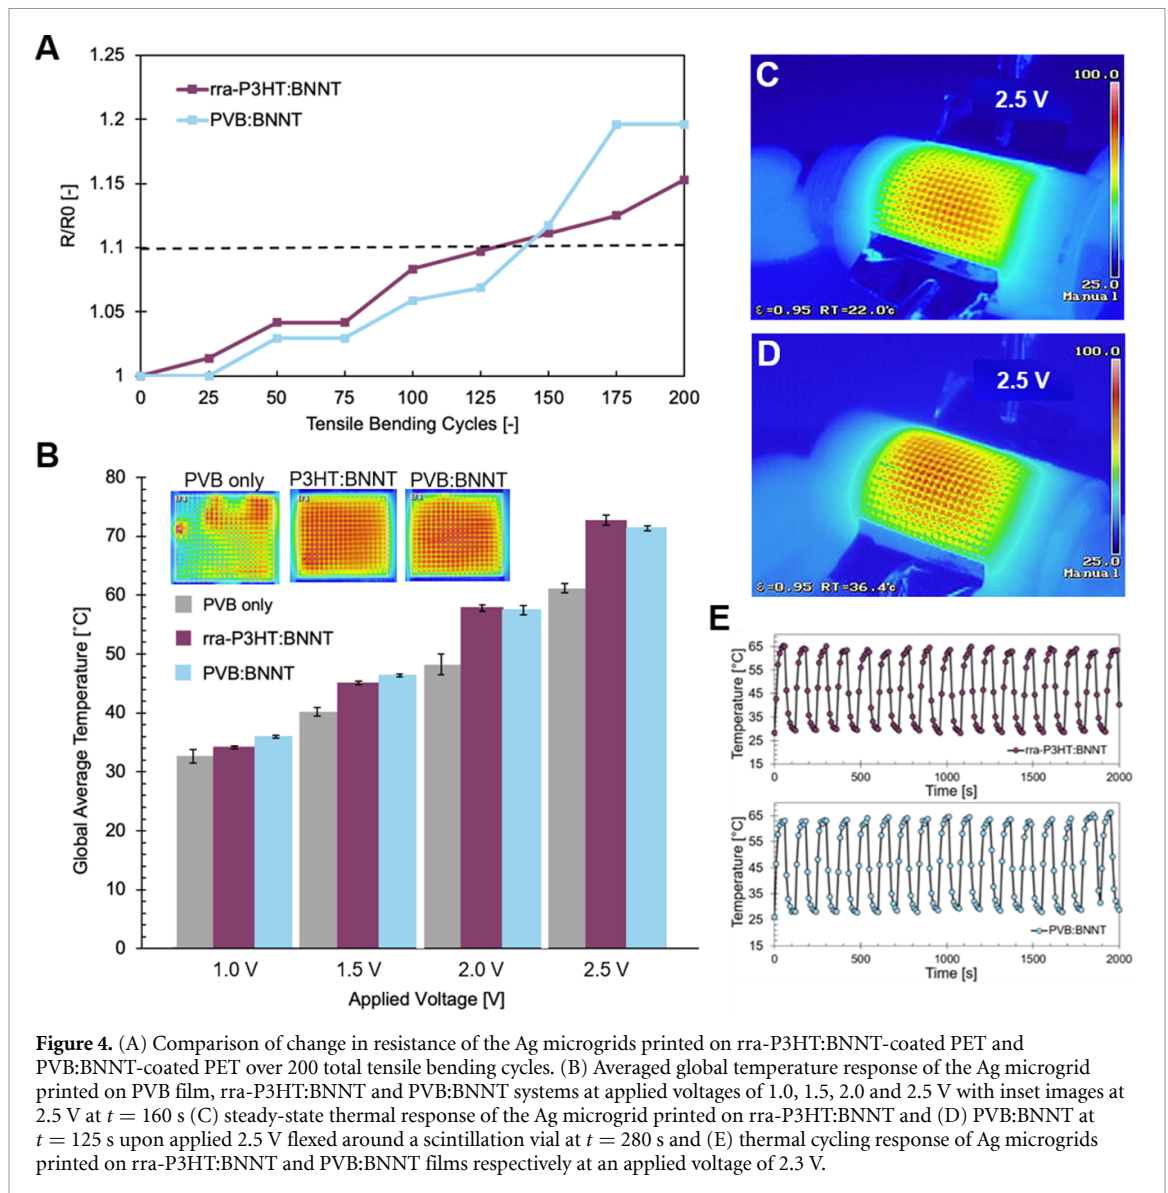 A
1.25
1.2
1.15
1.1
1.05
1
R/R0 [-]
rra-P3HT:BNNT
PVB:BNNT
0 25 50 75 100 125 150 175 200
Tensile Bending Cycles [-]
B
80
70
60
50
40
30
20
10
0
Global Average Temperature [˚C]
PVB only P3HT:BNNT PVB:BNNT
PVB only
rra-P3HT:BNNT
PVB:BNNT
1.0 V 1.5 V 2.0 V 2.5 V
Applied Voltage [V]
C
2.5 V
100.0
25.0
Manual
ε=0.95 RT=22.0℃
D
2.5 V
100.0
25.0
Manual
ε=0.95 RT=36.4℃
E
65
55
45
35
25
15
Temperature [°C]
rra-P3HT:BNNT
0 500 1000 1500 2000
Time [s]
65
55
45
35
25
15
Temperature [°C]
PVB:BNNT
0 500 1000 1500 2000
Time [s]
Figure 4. (A) Comparison of change in resistance of the Ag microgrids printed on rra-P3HT:BNNT-coated PET and
PVB:BNNT-coated PET over 200 total tensile bending cycles. (B) Averaged global temperature response of the Ag microgrid
printed on PVB film, rra-P3HT:BNNT and PVB:BNNT systems at applied voltages of 1.0, 1.5, 2.0 and 2.5 V with inset images at
2.5 V at t = 160 s (C) steady-state thermal response of the Ag microgrid printed on rra-P3HT:BNNT and (D) PVB:BNNT at
t = 125 s upon applied 2.5 V flexed around a scintillation vial at t = 280 s and (E) thermal cycling response of Ag microgrids
printed on rra-P3HT:BNNT and PVB:BNNT films respectively at an applied voltage of 2.3 V.